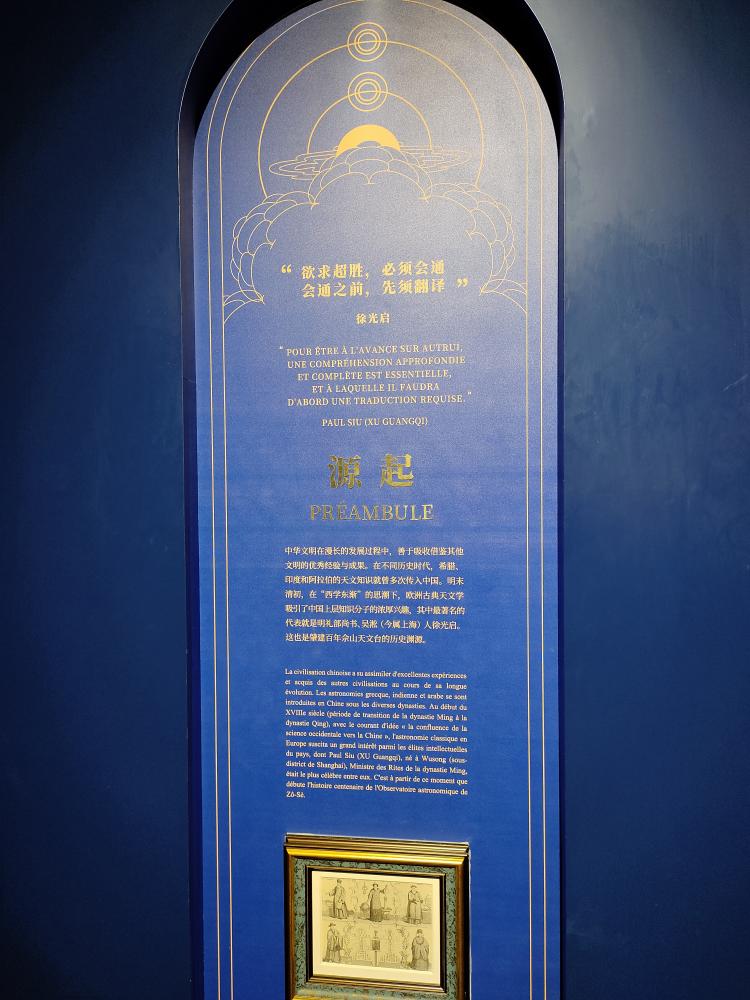 “ 欲求超胜，必须会通
会通之前，先须翻译 ”
徐光启
“ POUR ÊTRE À L'AVANCE SUR AUTRUI,
UNE COMPRÉHENSION APPROFONDIE
ET COMPLÈTE EST ESSENTIELLE,
ET À LAQUELLE IL FAUDRA
D'ABORD UNE TRADUCTION REQUISE. ”
PAUL SIU (XU GUANGQI)
源起
PRÉAMBULE
中华文明在漫长的发展过程中，善于吸收借鉴其他
文明的优秀经验与成果。在不同历史时代，希腊、
印度和阿拉伯的天文知识就曾多次传入中国。明末
清初，在“西学东渐”的思潮下，欧洲古典天文学
吸引了中国上层知识分子的浓厚兴趣，其中最著名的
代表就是明礼部尚书、吴淞（今属上海）人徐光启。
这也是肇建百年佘山天文台的历史渊源。
La civilisation chinoise a su assimiler d'excellentes expériences
et acquis des autres civilisations au cours de sa longue
évolution. Les astronomies grecque, indienne et arabe se sont
introduites en Chine sous les diverses dynasties. Au début du
XVIIIe siècle (période de transition de la dynastie Ming à la
dynastie Qing), avec le courant d'idée « la confluence de la
science occidentale vers la Chine », l'astronomie classique en
Europe suscita un grand intérêt parmi les élites intellectuelles
du pays, dont Paul Siu (XU Guangqi), né à Wusong (sous-
district de Shanghai), Ministre des Rites de la dynastie Ming,
était le plus célèbre entre eux. C'est à partir de ce moment que
débute l'histoire centenaire de l'Observatoire astronomique de
Zô-Sè.